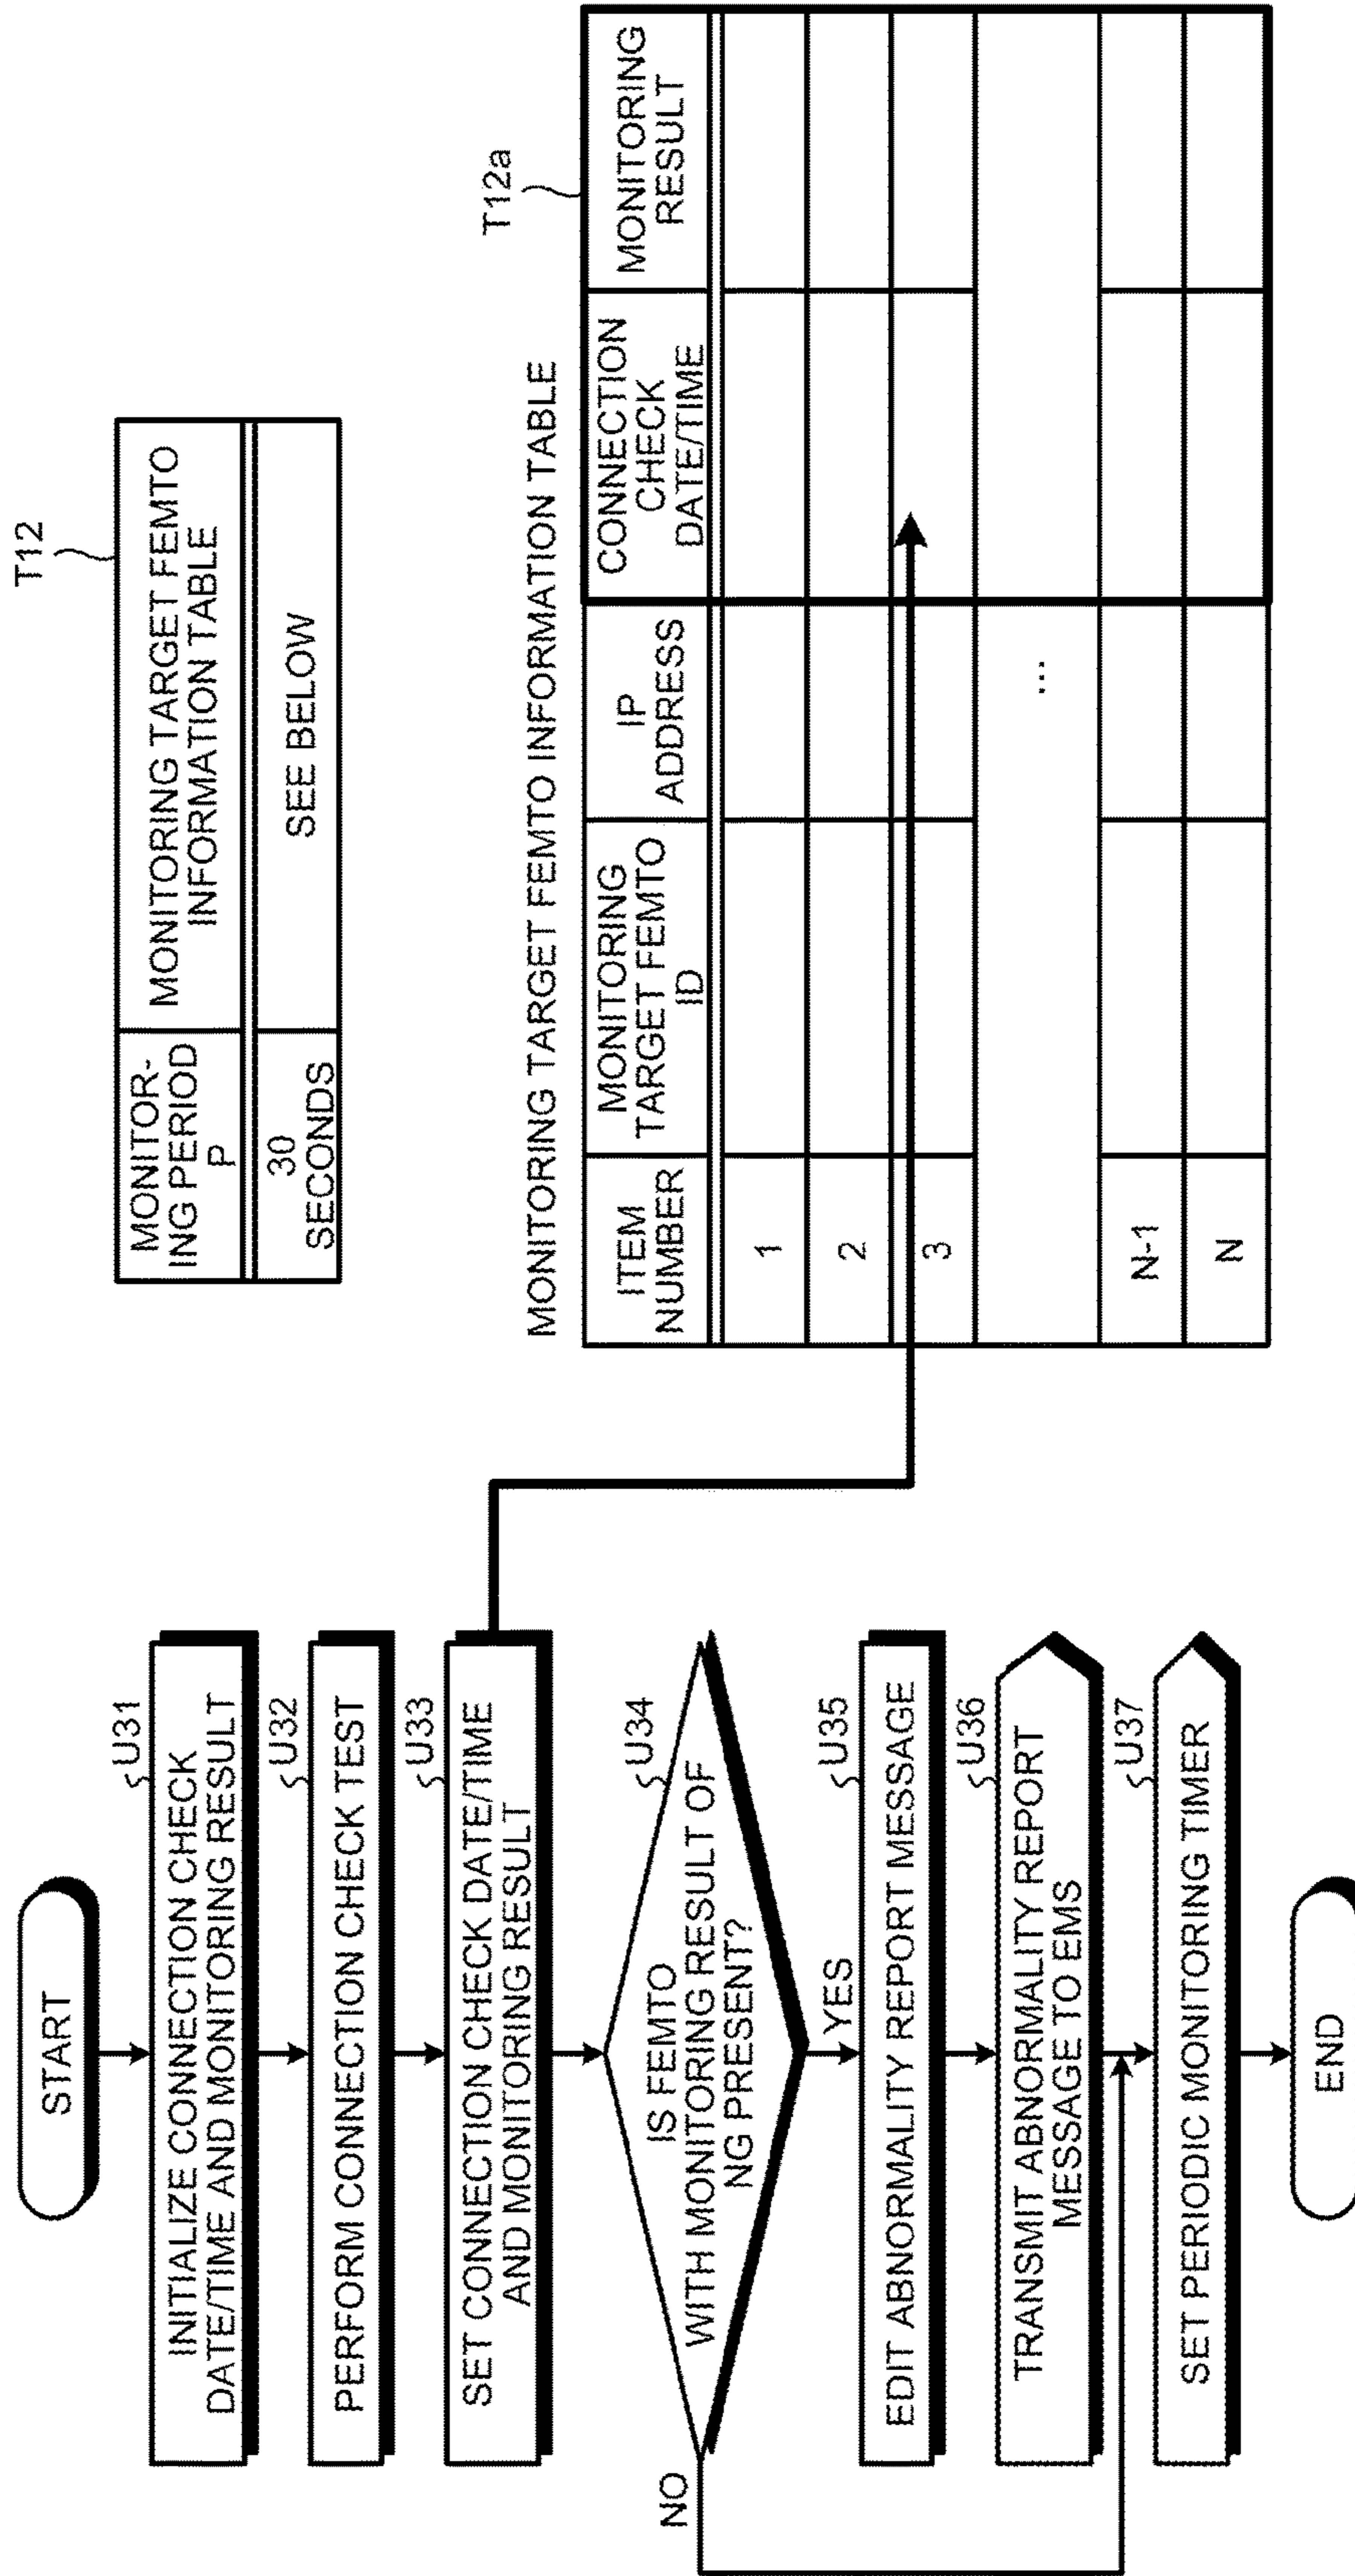 START
U31
INITIALIZE CONNECTION CHECK
DATE/TIME AND MONITORING RESULT
U32
PERFORM CONNECTION CHECK TEST
U33
SET CONNECTION CHECK DATE/TIME
AND MONITORING RESULT
U34
IS FEMTO
WITH MONITORING RESULT OF
NG PRESENT?
NO
YES
U35
EDIT ABNORMALITY REPORT MESSAGE
U36
TRANSMIT ABNORMALITY REPORT
MESSAGE TO EMS
U37
SET PERIODIC MONITORING TIMER
END
T12
MONITOR-
ING PERIOD
P
MONITORING TARGET FEMTO
INFORMATION TABLE
30
SECONDS
SEE BELOW
MONITORING TARGET FEMTO INFORMATION TABLE
T12a
ITEM
NUMBER
MONITORING
TARGET FEMTO
ID
IP
ADDRESS
CONNECTION
CHECK
DATE/TIME
MONITORING
RESULT
1
2
3
...
N-1
N